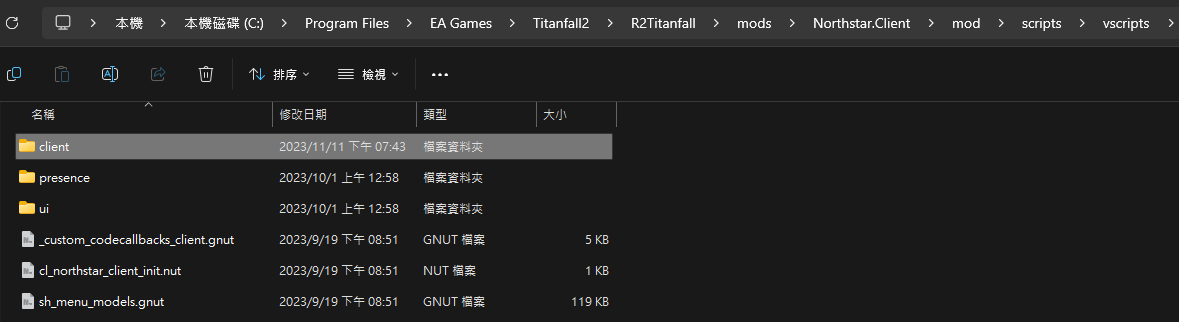 本機 > 本機磁碟 (C:) > Program Files > EA Games > Titanfall2 > R2Titanfall > mods > Northstar.Client > mod > scripts > vscripts >
排序 檢視 ...
名稱 修改日期 類型 大小
client 2023/11/11 下午 07:43 檔案資料夾
presence 2023/10/1 上午 12:58 檔案資料夾
ui 2023/10/1 上午 12:58 檔案資料夾
_custom_codecallbacks_client.gnut 2023/9/19 下午 08:51 GNUT 檔案 5 KB
cl_northstar_client_init.nut 2023/9/19 下午 08:51 NUT 檔案 1 KB
sh_menu_models.gnut 2023/9/19 下午 08:51 GNUT 檔案 119 KB